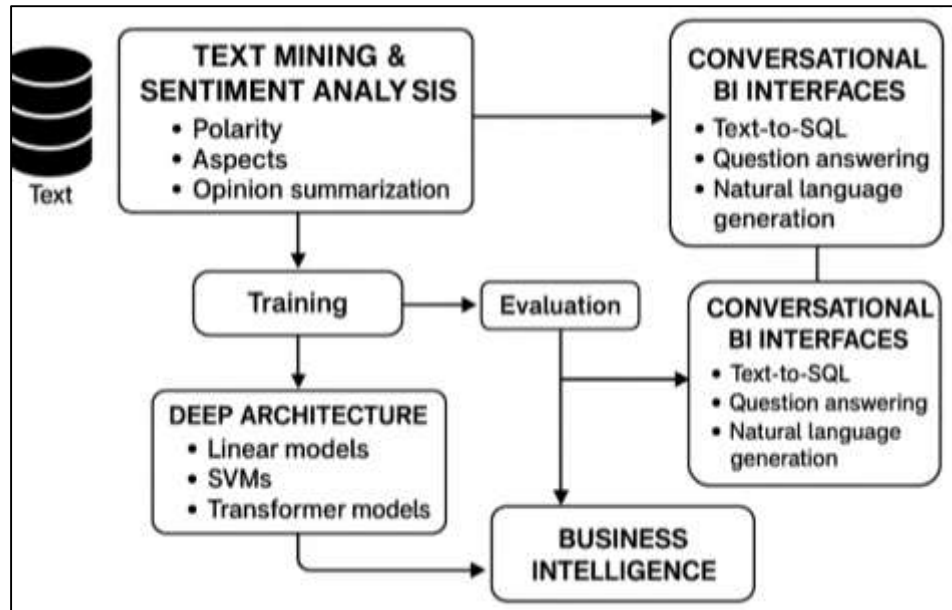 Text
TEXT MINING &
SENTIMENT ANALYSIS
• Polarity
• Aspects
• Opinion summarization
CONVERSATIONAL
BI INTERFACES
• Text-to-SQL
• Question answering
• Natural language
generation
Training
Evaluation
CONVERSATIONAL
BI INTERFACES
• Text-to-SQL
• Question answering
• Natural language
generation
DEEP ARCHITECTURE
• Linear models
• SVMs
• Transformer models
BUSINESS
INTELLIGENCE